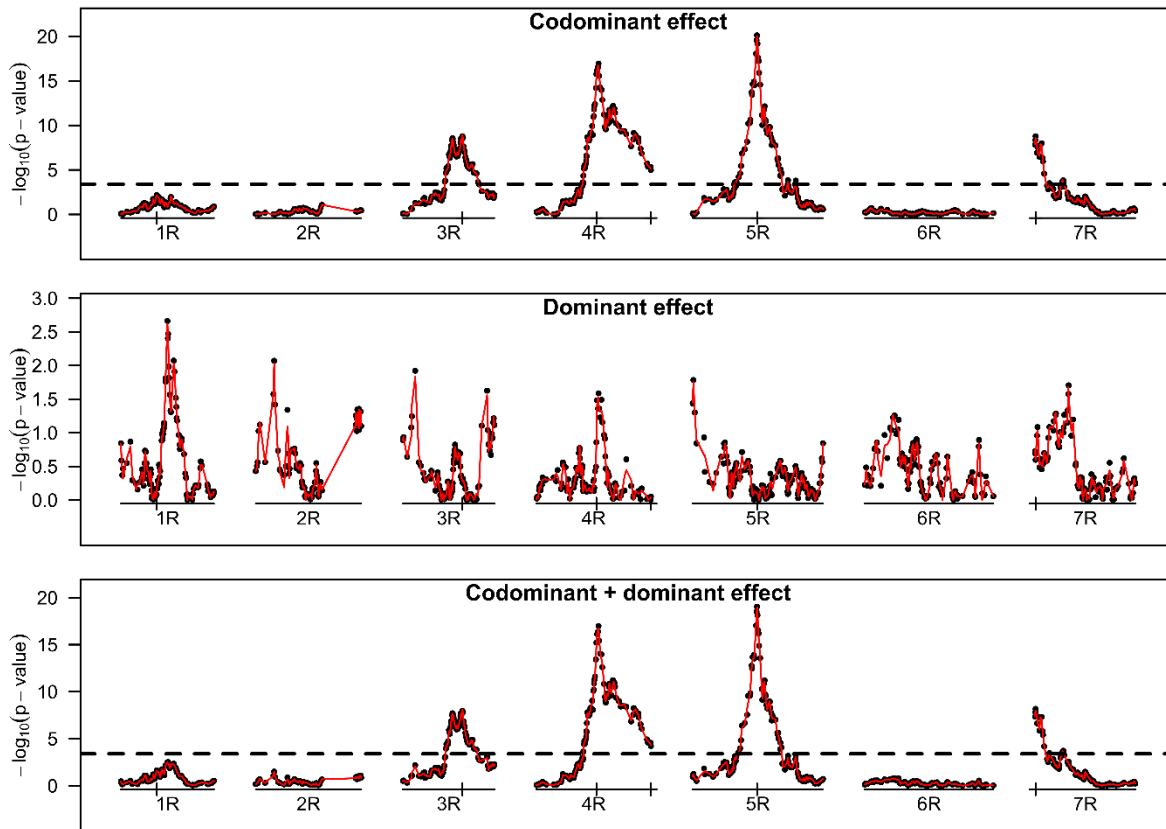 Codominant effect
− log10(p − value)
20
15
10
5
0
1R 2R 3R 4R 5R 6R 7R
Dominant effect
− log10(p − value)
3.0
2.5
2.0
1.5
1.0
0.5
0.0
1R 2R 3R 4R 5R 6R 7R
Codominant + dominant effect
− log10(p − value)
20
15
10
5
0
1R 2R 3R 4R 5R 6R 7R